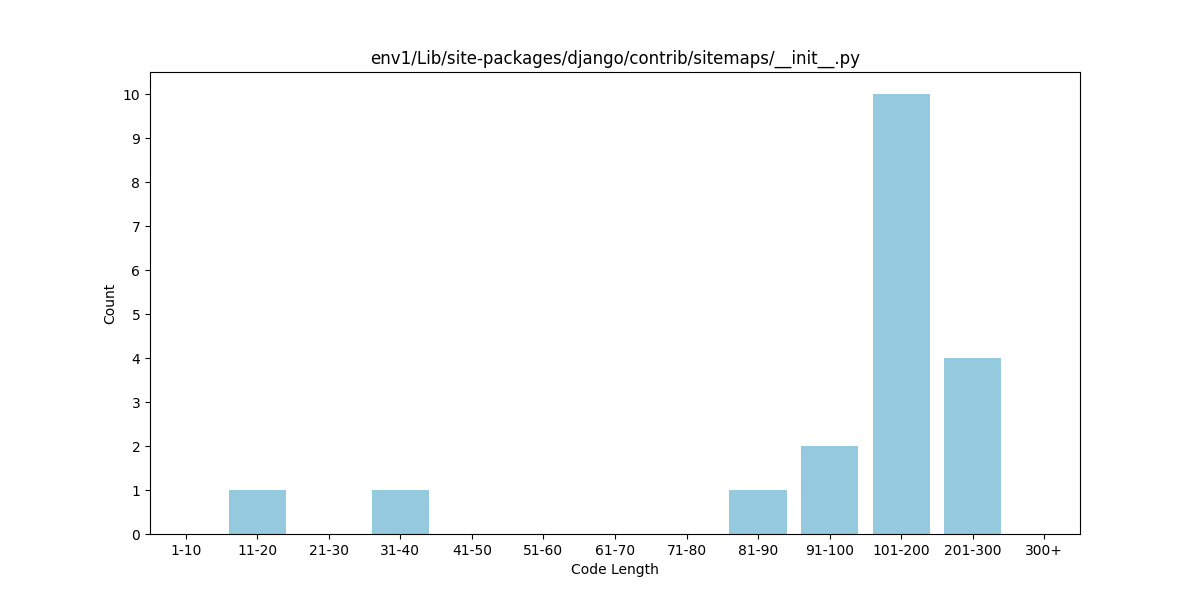 env1/Lib/site-packages/django/contrib/sitemaps/__init__.py
10
9
8
7
6
5
4
3
2
1
0
Count
1-10 11-20 21-30 31-40 41-50 51-60 61-70 71-80 81-90 91-100 101-200 201-300 300+
Code Length